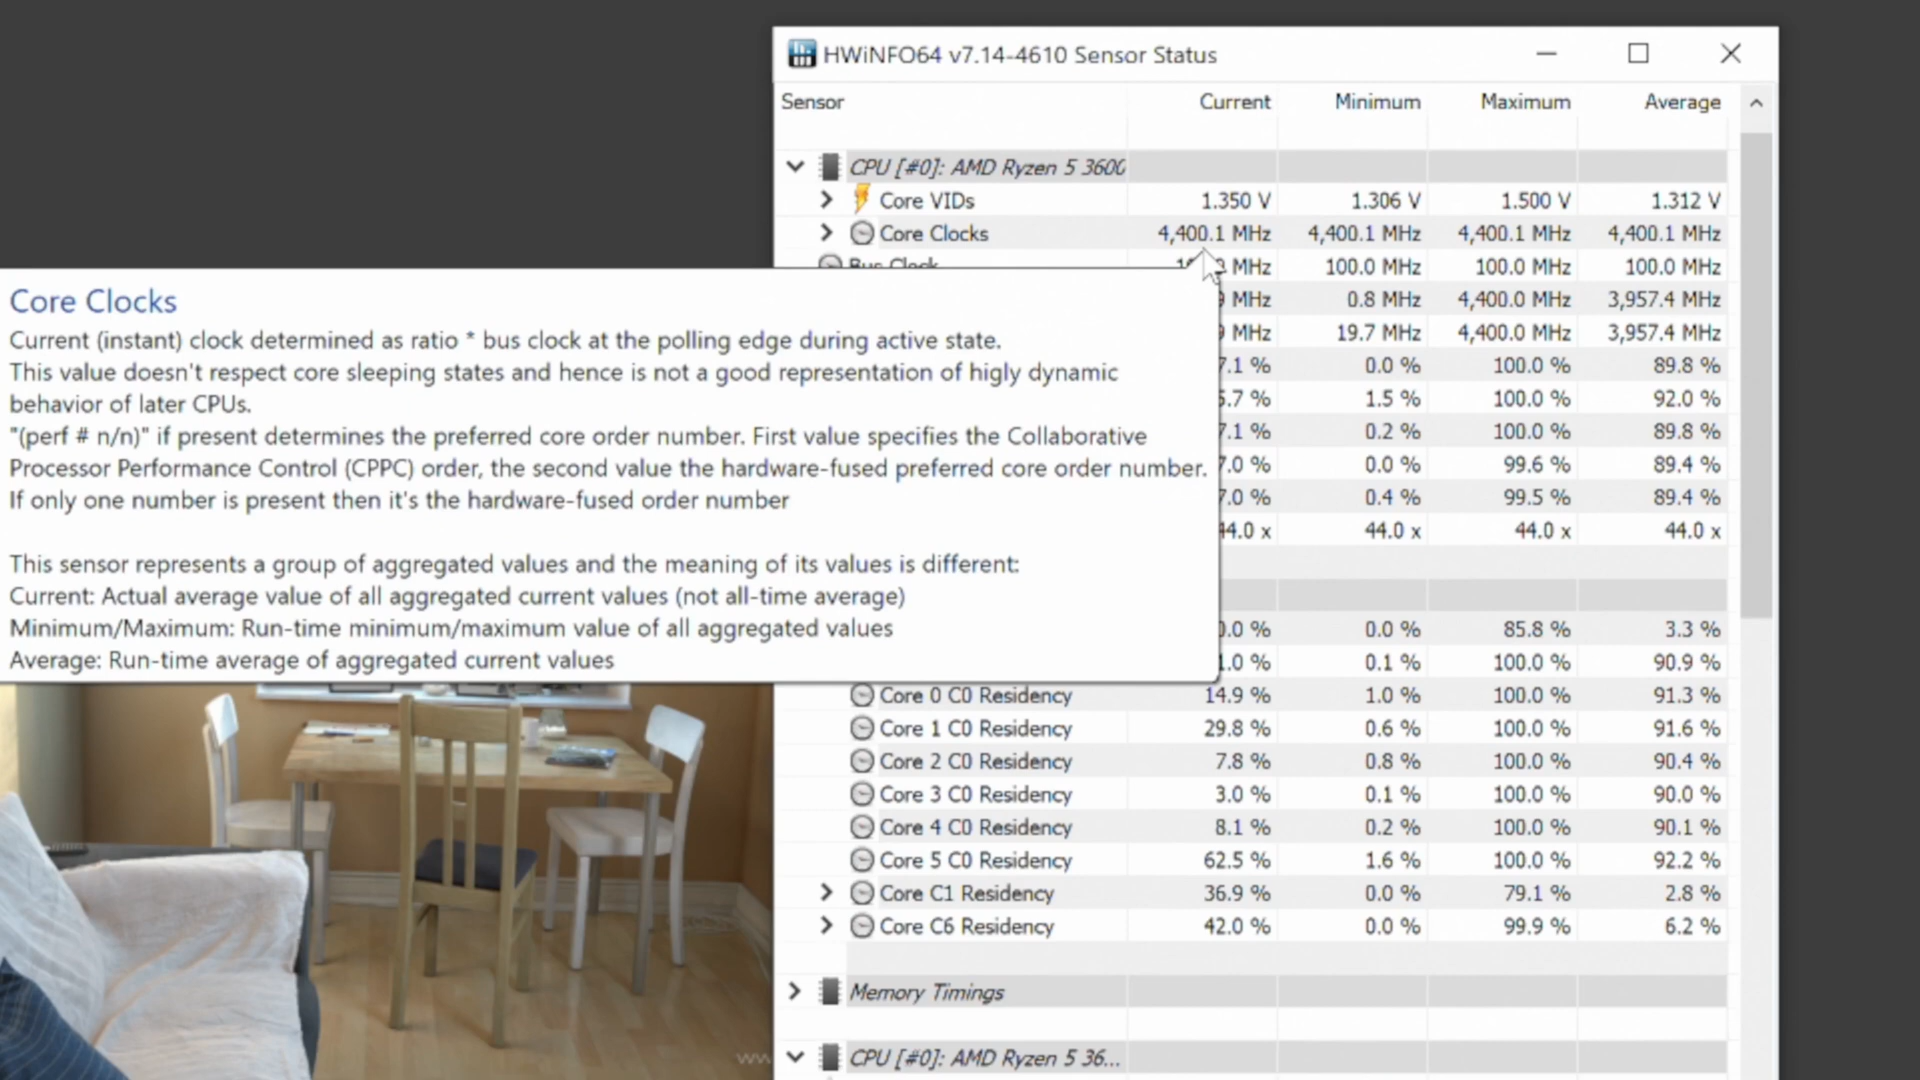 HWiNFO64 v7.14-4610 Sensor Status
Sensor Current Minimum Maximum Average
CPU [#0]: AMD Ryzen 5 3600
Core VIDs 1.350 V 1.306 V 1.500 V 1.312 V
Core Clocks 4,400.1 MHz 4,400.1 MHz 4,400.1 MHz 4,400.1 MHz
Bus Clock MHz 100.0 MHz 100.0 MHz 100.0 MHz
MHz 0.8 MHz 4,400.0 MHz 3,957.4 MHz
MHz 19.7 MHz 4,400.0 MHz 3,957.4 MHz
7.1 % 0.0 % 100.0 % 89.8 %
5.7 % 1.5 % 100.0 % 92.0 %
7.1 % 0.2 % 100.0 % 89.8 %
7.0 % 0.0 % 99.6 % 89.4 %
7.0 % 0.4 % 99.5 % 89.4 %
44.0 x 44.0 x 44.0 x 44.0 x
0.0 % 0.0 % 85.8 % 3.3 %
1.0 % 0.1 % 100.0 % 90.9 %
Core Clocks
Current (instant) clock determined as ratio * bus clock at the polling edge during active state.
This value doesn't respect core sleeping states and hence is not a good representation of higly dynamic
behavior of later CPUs.
"(perf # n/n)" if present determines the preferred core order number. First value specifies the Collaborative
Processor Performance Control (CPPC) order, the second value the hardware-fused preferred core order number.
If only one number is present then it's the hardware-fused order number
This sensor represents a group of aggregated values and the meaning of its values is different:
Current: Actual average value of all aggregated current values (not all-time average)
Minimum/Maximum: Run-time minimum/maximum value of all aggregated values
Average: Run-time average of aggregated current values
Core 0 C0 Residency 14.9 % 1.0 % 100.0 % 91.3 %
Core 1 C0 Residency 29.8 % 0.6 % 100.0 % 91.6 %
Core 2 C0 Residency 7.8 % 0.8 % 100.0 % 90.4 %
Core 3 C0 Residency 3.0 % 0.1 % 100.0 % 90.0 %
Core 4 C0 Residency 8.1 % 0.2 % 100.0 % 90.1 %
Core 5 C0 Residency 62.5 % 1.6 % 100.0 % 92.2 %
Core C1 Residency 36.9 % 0.0 % 79.1 % 2.8 %
Core C6 Residency 42.0 % 0.0 % 99.9 % 6.2 %
Memory Timings
CPU [#0]: AMD Ryzen 5 36...